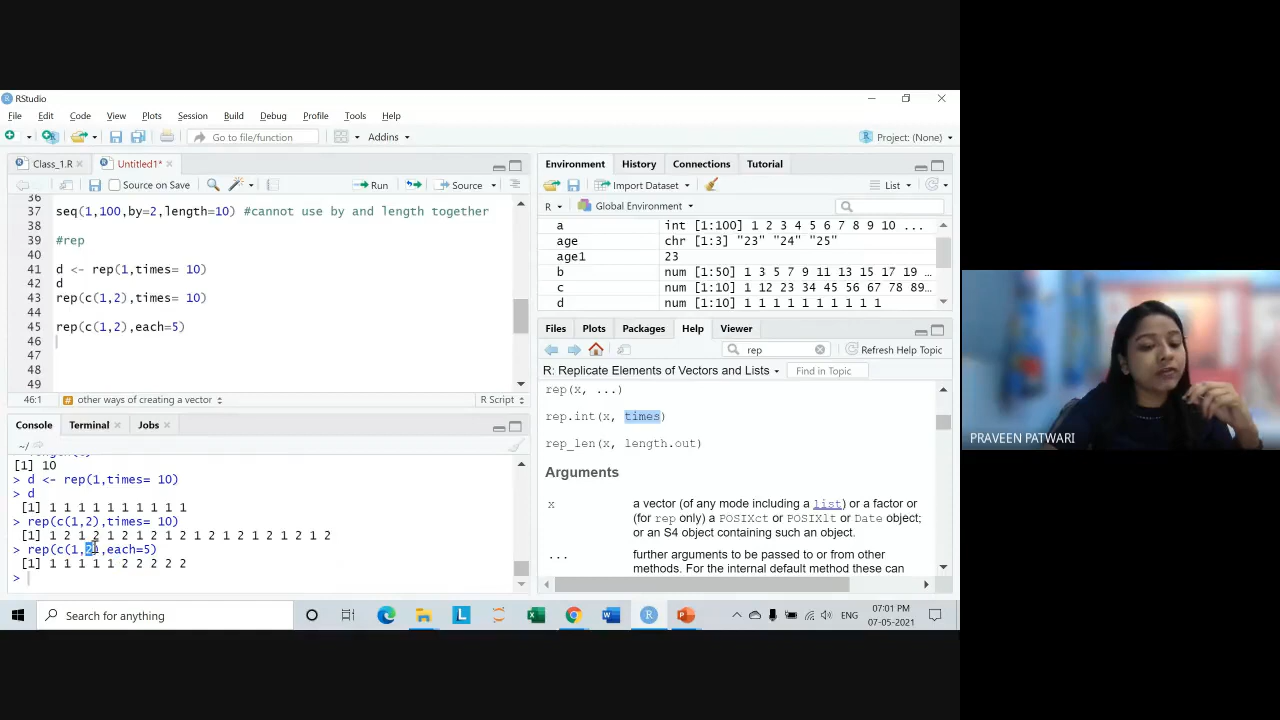 RStudio
File Edit Code View Plots Session Build Debug Profile Tools Help
Go to file/function Addins Project: (None)
Class_1.R Untitled1*
Source on Save Run Source
36
37 seq(1,100,by=2,length=10) #cannot use by and length together
38
39 #rep
40
41 d <- rep(1,times= 10)
42 d
43 rep(c(1,2),times= 10)
44
45 rep(c(1,2),each=5)
46
47
48
49
46:1 # other ways of creating a vector R Script
Console Terminal Jobs
~/
[1] 10
> d <- rep(1,times= 10)
> d
[1] 1 1 1 1 1 1 1 1 1 1
> rep(c(1,2),times= 10)
[1] 1 2 1 2 1 2 1 2 1 2 1 2 1 2 1 2 1 2 1 2
> rep(c(1,2),each=5)
[1] 1 1 1 1 1 2 2 2 2 2
>
Environment History Connections Tutorial
Import Dataset List
R Global Environment
a int [1:100] 1 2 3 4 5 6 7 8 9 10 ...
age chr [1:3] "23" "24" "25"
age1 23
b num [1:50] 1 3 5 7 9 11 13 15 17 19 …
c num [1:10] 1 12 23 34 45 56 67 78 89…
d num [1:10] 1 1 1 1 1 1 1 1 1 1
Files Plots Packages Help Viewer
rep Refresh Help Topic
R: Replicate Elements of Vectors and Lists Find in Topic
rep(x, ...)
rep.int(x, times)
rep_len(x, length.out)
Arguments
x a vector (of any mode including a list) or a factor or
(for rep only) a POSIXct or POSIXlt or Date object;
or an S4 object containing such an object.
... further arguments to be passed to or from other
methods. For the internal default method these can
PRAVEEN PATWARI
Search for anything
ENG
07:01 PM
07-05-2021